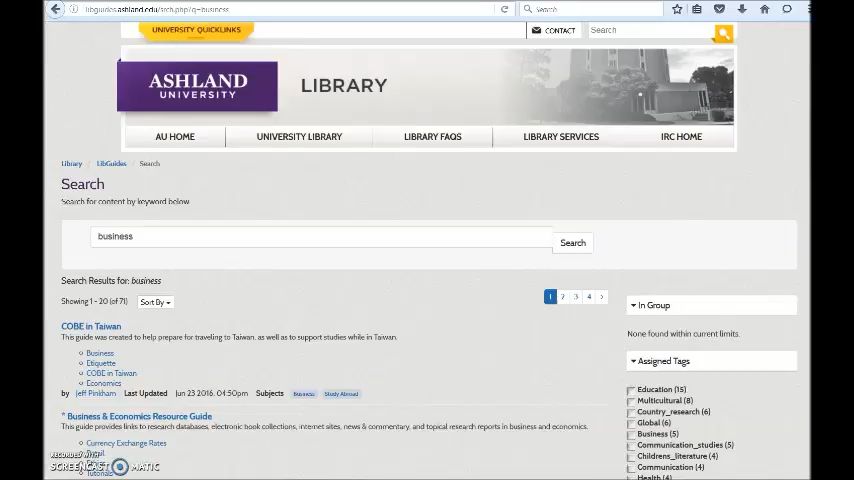 libguides.ashland.edu/srch.php?q=business
Search
UNIVERSITY QUICKLINKS
CONTACT
Search
ASHLAND
UNIVERSITY
LIBRARY
AU HOME
UNIVERSITY LIBRARY
LIBRARY FAQS
LIBRARY SERVICES
IRC HOME
Library / LibGuides / Search
Search
Search for content by keyword below
business
Search
Search Results for: business
Showing 1 - 20 (of 71)
Sort By
1 2 3 4 >
COBE in Taiwan
This guide was created to help prepare for traveling to Taiwan, as well as to support studies while in Taiwan.
Business
Etiquette
COBE in Taiwan
Economics
by Jeff Pinkham Last Updated Jun 23 2016, 04:50pm Subjects Business Study Abroad
* Business & Economics Resource Guide
This guide provides links to research databases, electronic book collections, internet sites, news & commentary, and topical research reports in business and economics.
Currency Exchange Rates
Tutorials
In Group
None found within current limits.
Assigned Tags
Education (15)
Multicultural (8)
Country_research (6)
Global (6)
Business (5)
Communication_studies (5)
Childrens_literature (4)
Communication (4)
Health (4)
RECORDED WITH
SCREENCAST MATIC